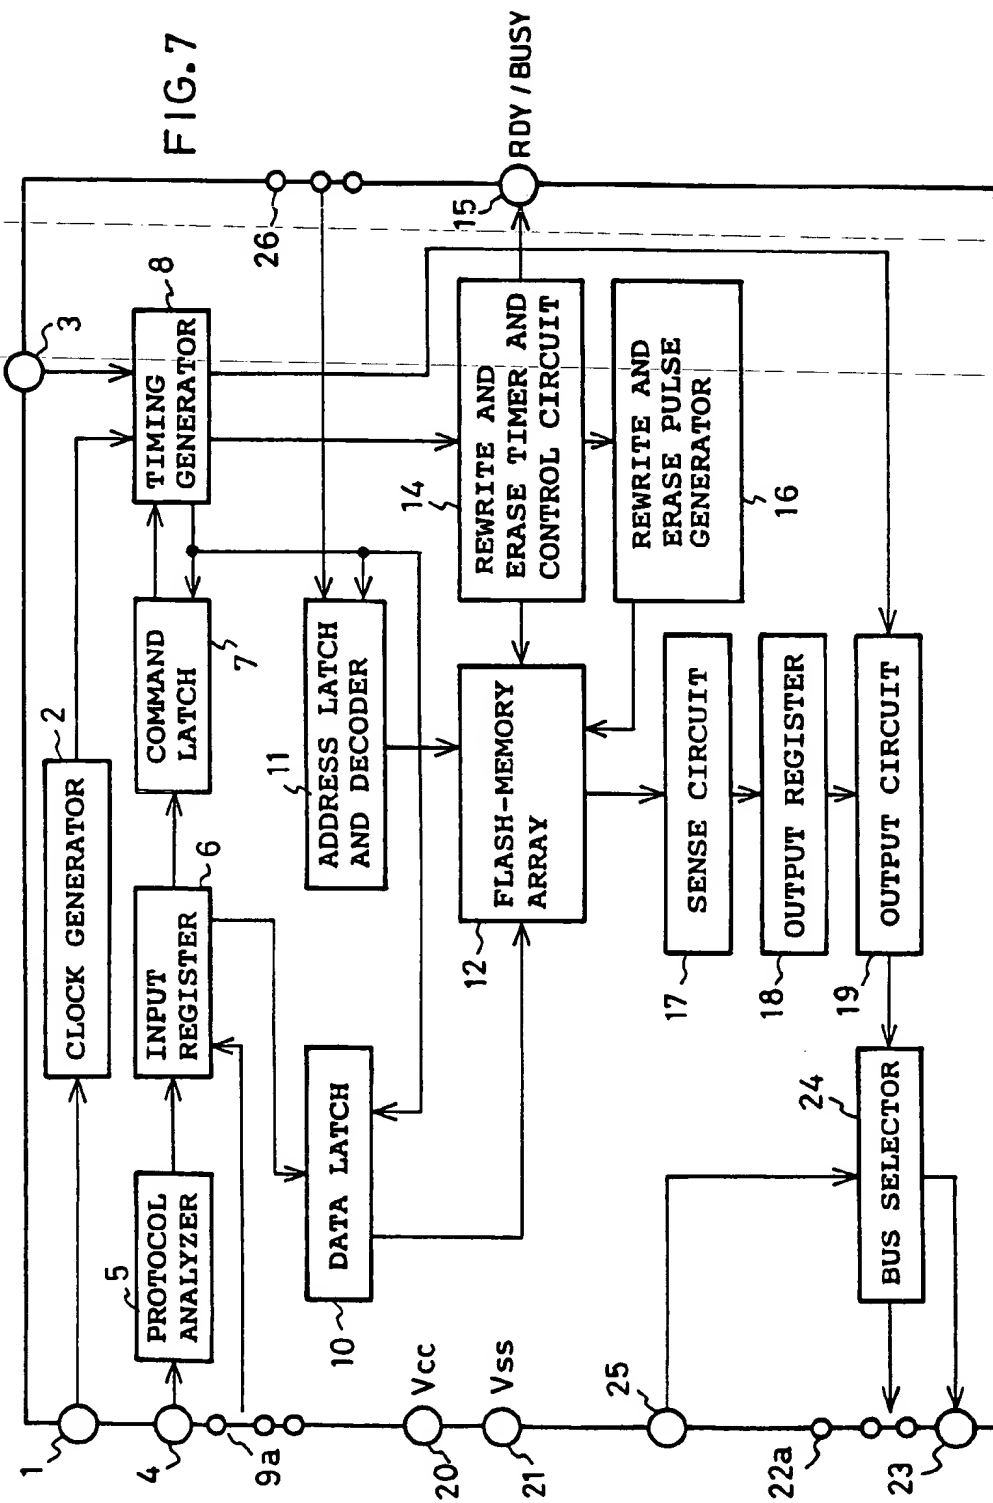 FIG.7
1
CLOCK GENERATOR
2
3
4
5
PROTOCOL
ANALYZER
INPUT
REGISTER
6
COMMAND
LATCH
7
TIMING
GENERATOR
8
9a
10
DATA LATCH
11
ADDRESS LATCH
AND DECODER
26
Vcc
20
Vss
21
12
FLASH-MEMORY
ARRAY
14
REWRITE AND
ERASE TIMER AND
CONTROL CIRCUIT
15
RDY/BUSY
REWRITE AND
ERASE PULSE
GENERATOR
16
25
17
SENSE CIRCUIT
18
OUTPUT REGISTER
19
OUTPUT CIRCUIT
24
BUS SELECTOR
22a
23